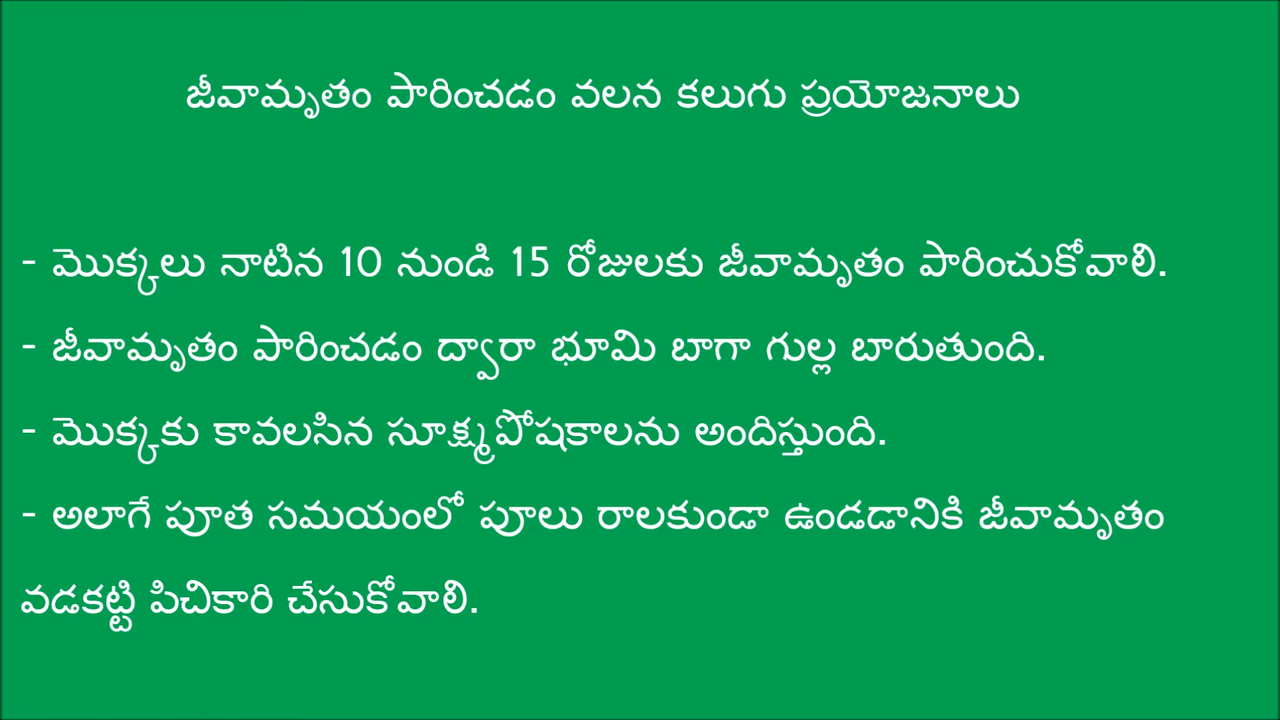 జీవామృతం పారించడం వలన కలుగు ప్రయోజనాలు
- మొక్కలు నాటిన 10 నుండి 15 రోజులకు జీవామృతం పారించుకోవాలి.
- జీవామృతం పారించడం ద్వారా భూమి బాగా గుల్ల బారుతుంది.
- మొక్కకు కావలసిన సూక్ష్మపోషకాలను అందిస్తుంది.
- అలాగే పూత సమయంలో పూలు రాలకుండా ఉండడానికి జీవామృతం
వడకట్టి పిచికారి చేసుకోవాలి.